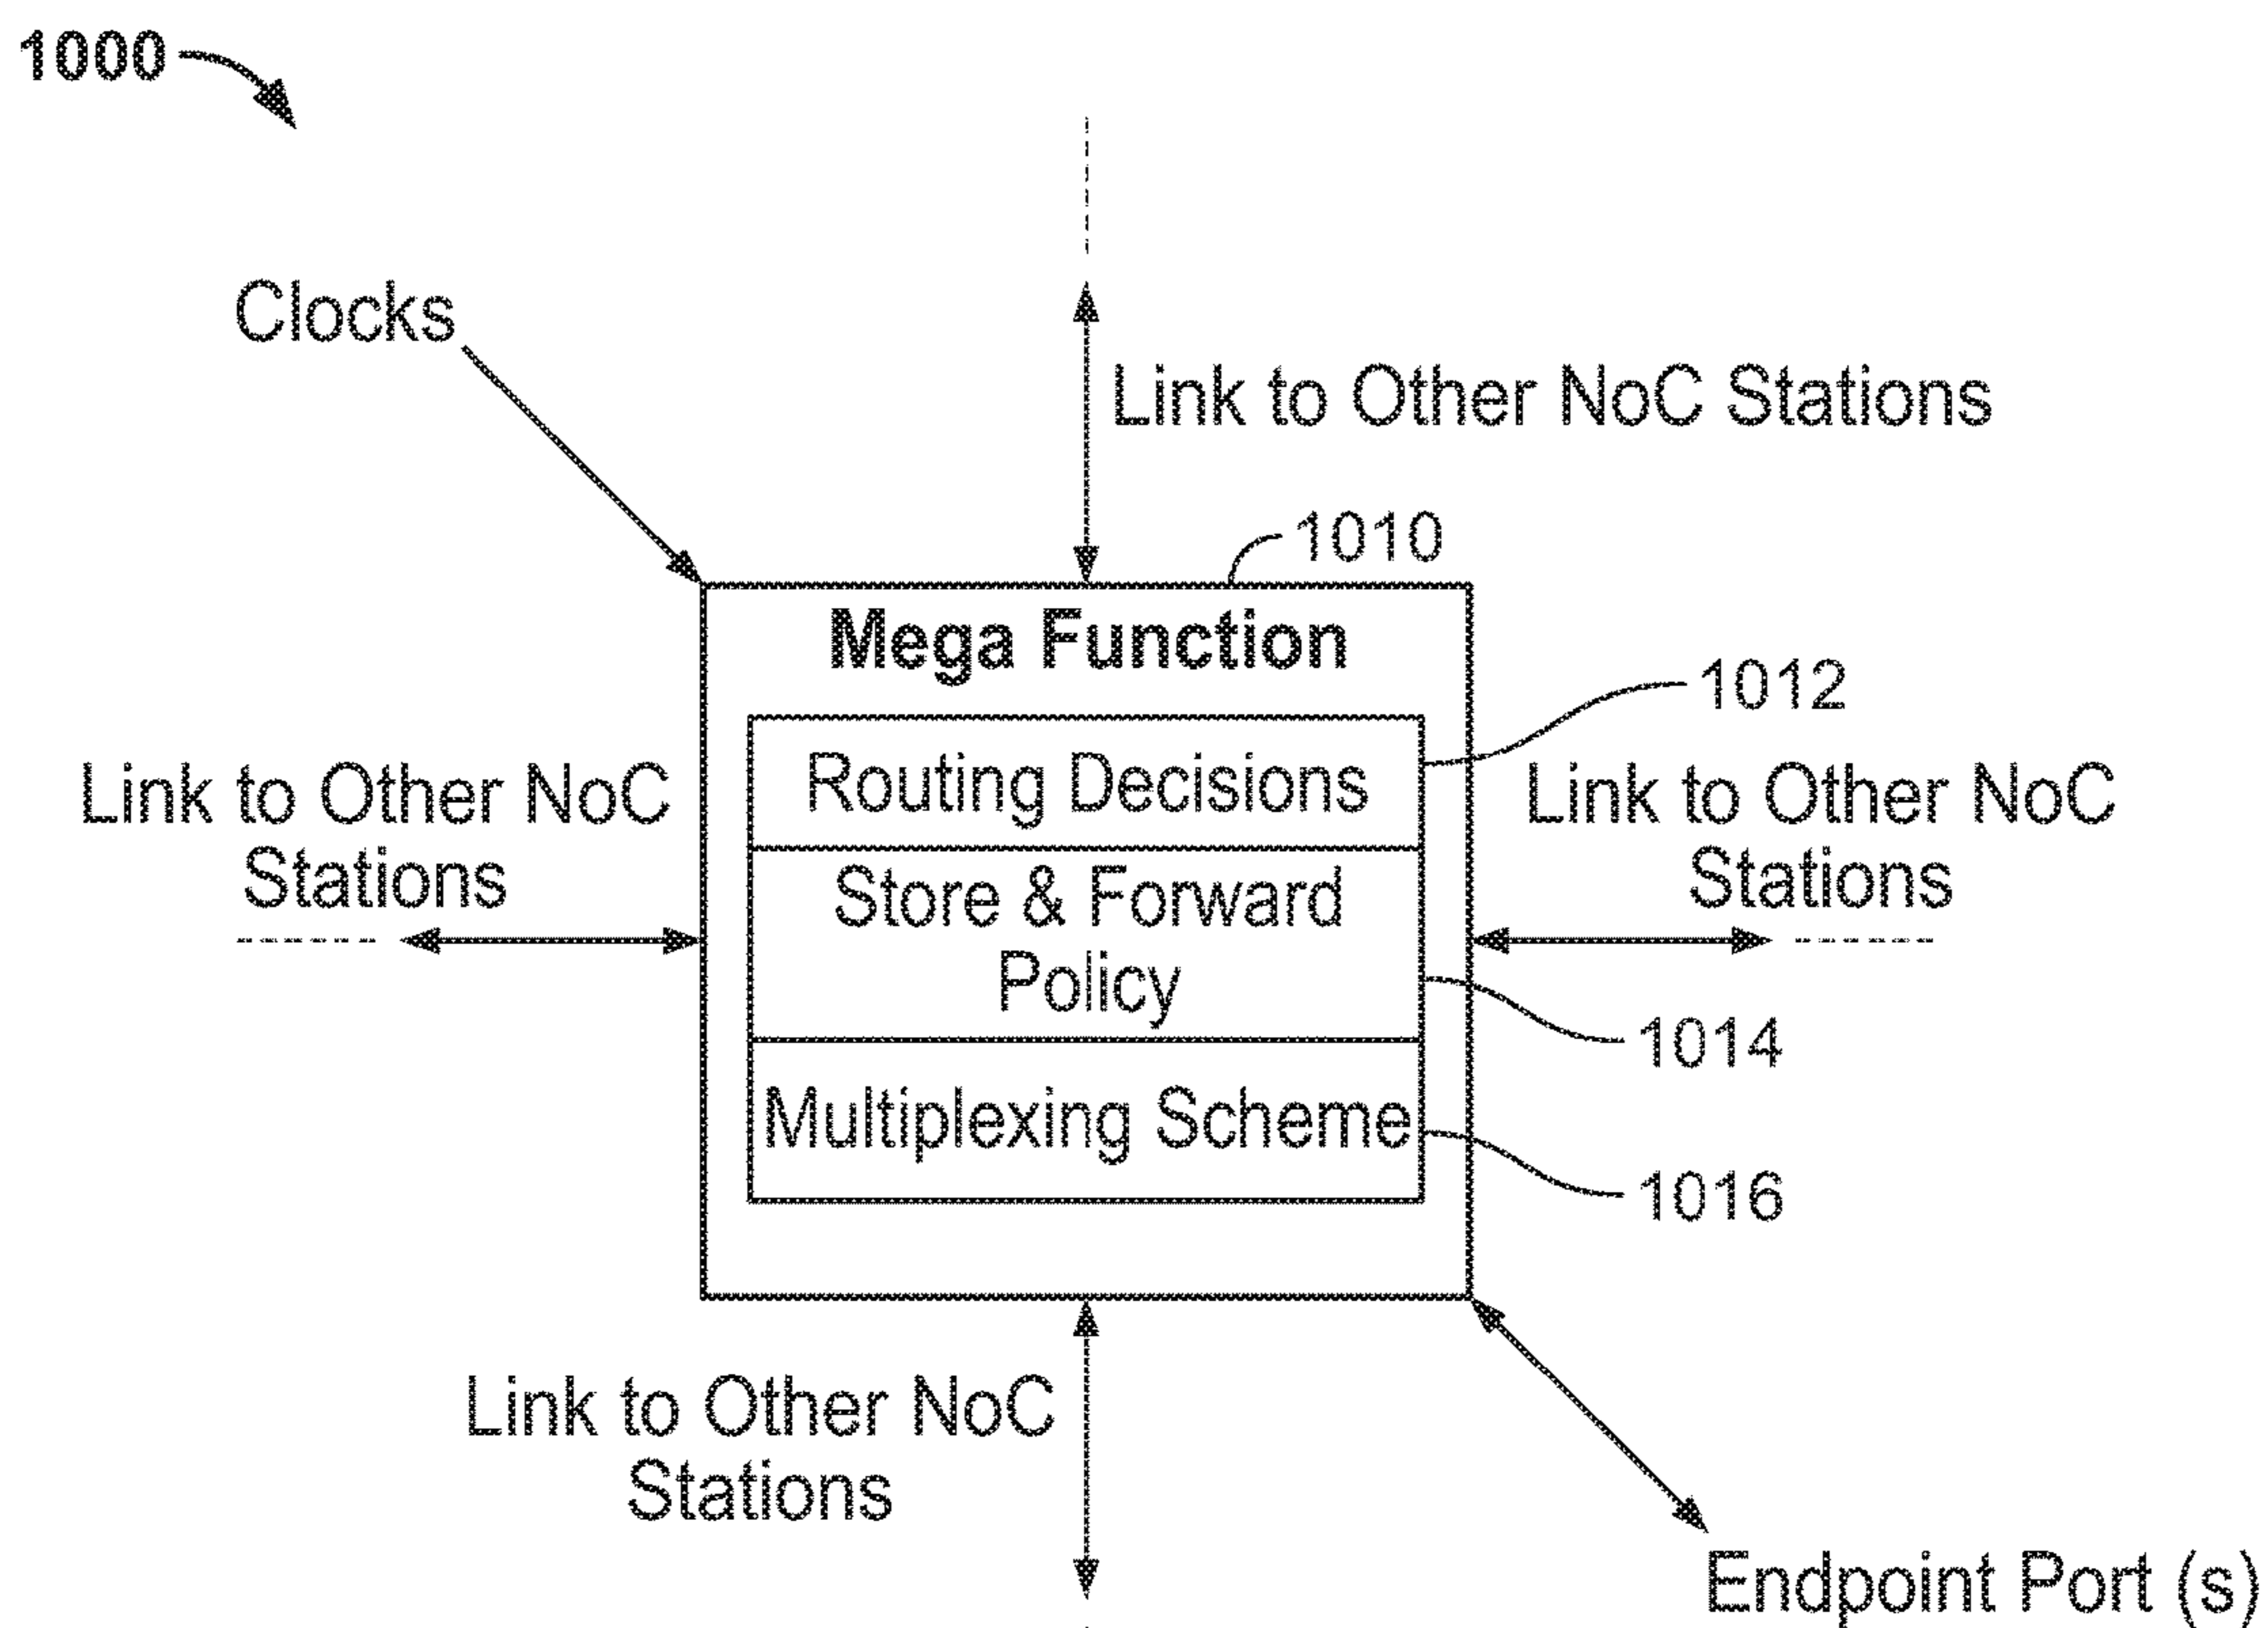 1000
Clocks
Link to Other NoC Stations
1010
Mega Function
1012
Routing Decisions
Link to Other NoC
Stations
Link to Other NoC
Stations
Store & Forward
Policy
1014
Multiplexing Scheme
1016
Link to Other NoC
Stations
Endpoint Port (s)